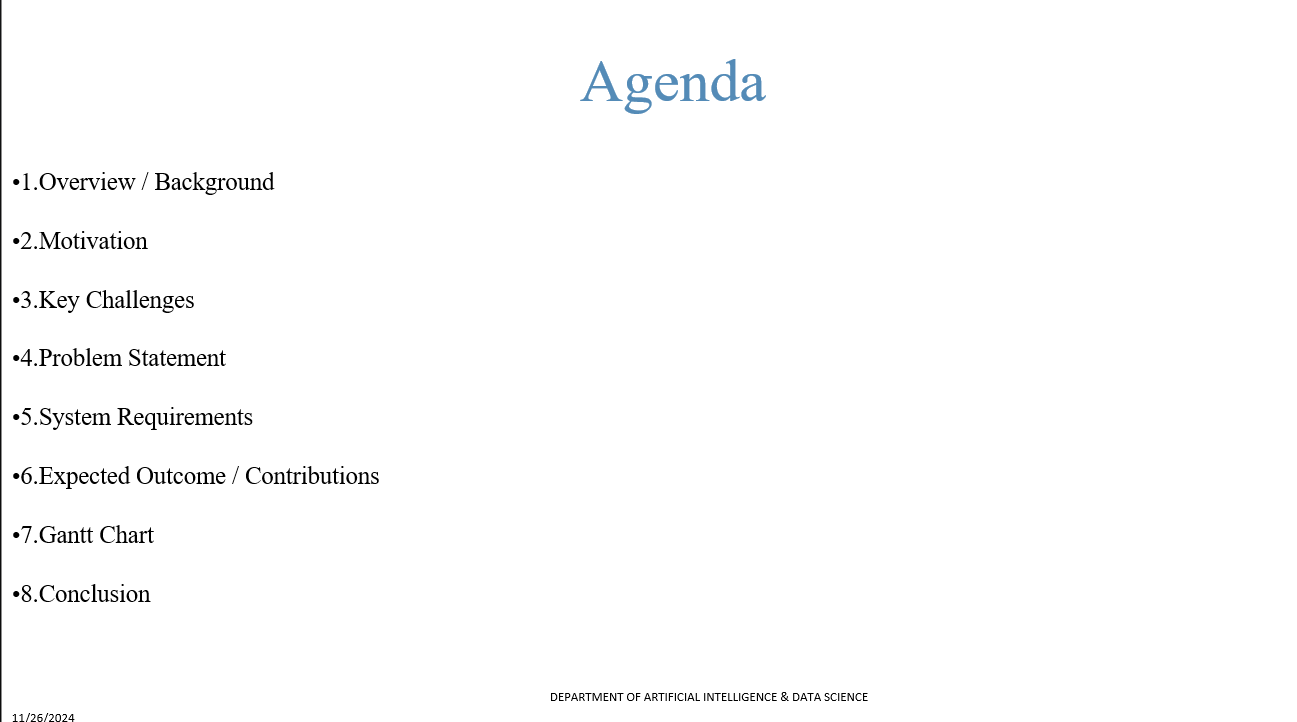 Agenda
•1.Overview / Background
•2.Motivation
•3.Key Challenges
•4.Problem Statement
•5.System Requirements
•6.Expected Outcome / Contributions
•7.Gantt Chart
•8.Conclusion
DEPARTMENT OF ARTIFICIAL INTELLIGENCE & DATA SCIENCE
11/26/2024